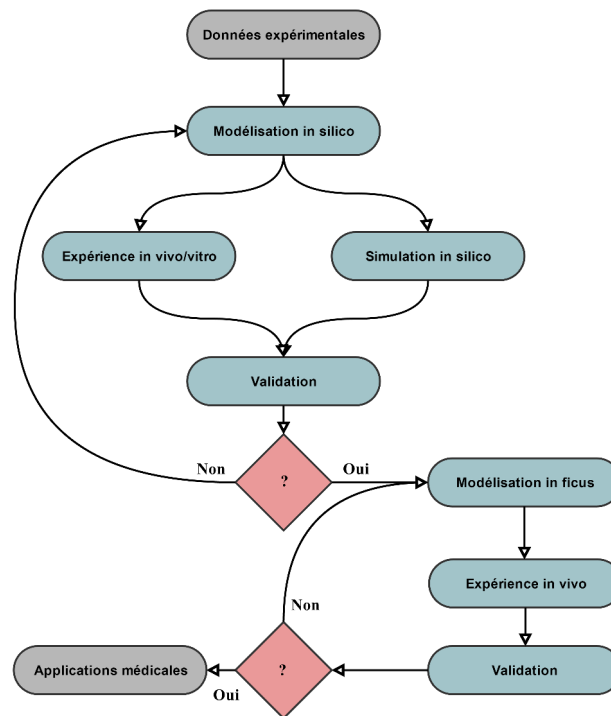 Données expérimentales
Modélisation in silico
Expérience in vivo/vitro
Simulation in silico
Validation
Non
?
Oui
Modélisation in ficus
Expérience in vivo
Non
Applications médicales
Oui
?
Validation